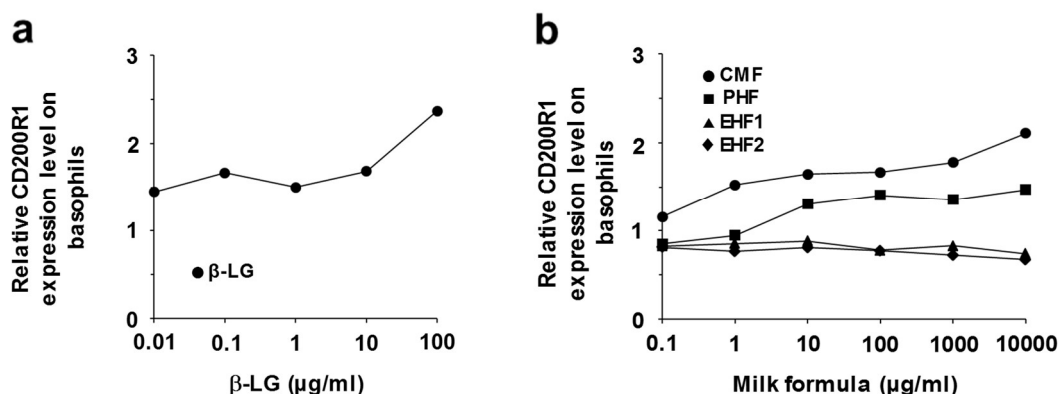 a
Relative CD200R1
expression level on
basophils
3
2
1
0
β-LG
0.01 0.1 1 10 100
β-LG (μg/ml)
b
Relative CD200R1
expression level on
basophils
3
2
1
0
CMF
PHF
EHF1
EHF2
0.1 1 10 100 1000 10000
Milk formula (μg/ml)